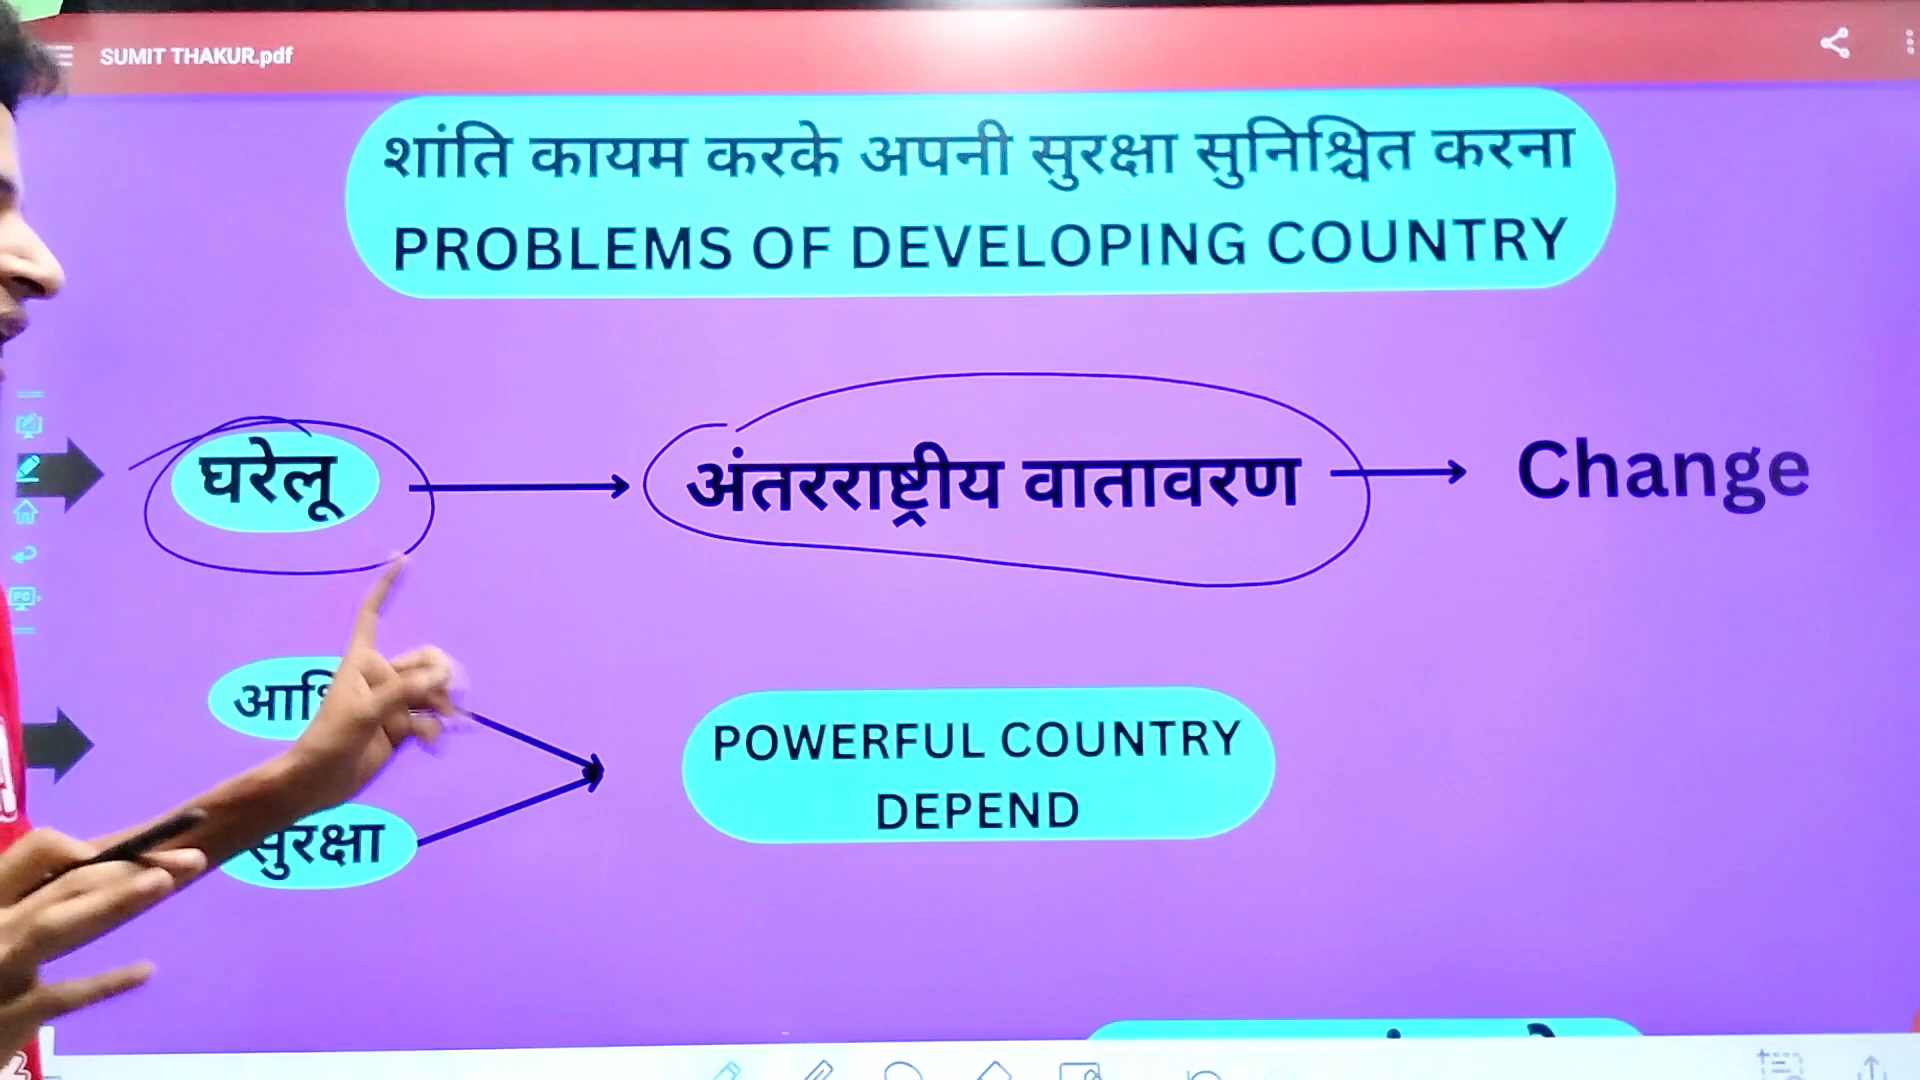 SUMIT THAKUR.pdf
शांति कायम करके अपनी सुरक्षा सुनिश्चित करना
PROBLEMS OF DEVELOPING COUNTRY
घरेलू
अंतरराष्ट्रीय वातावरण
Change
POWERFUL COUNTRY
DEPEND
सुरक्षा